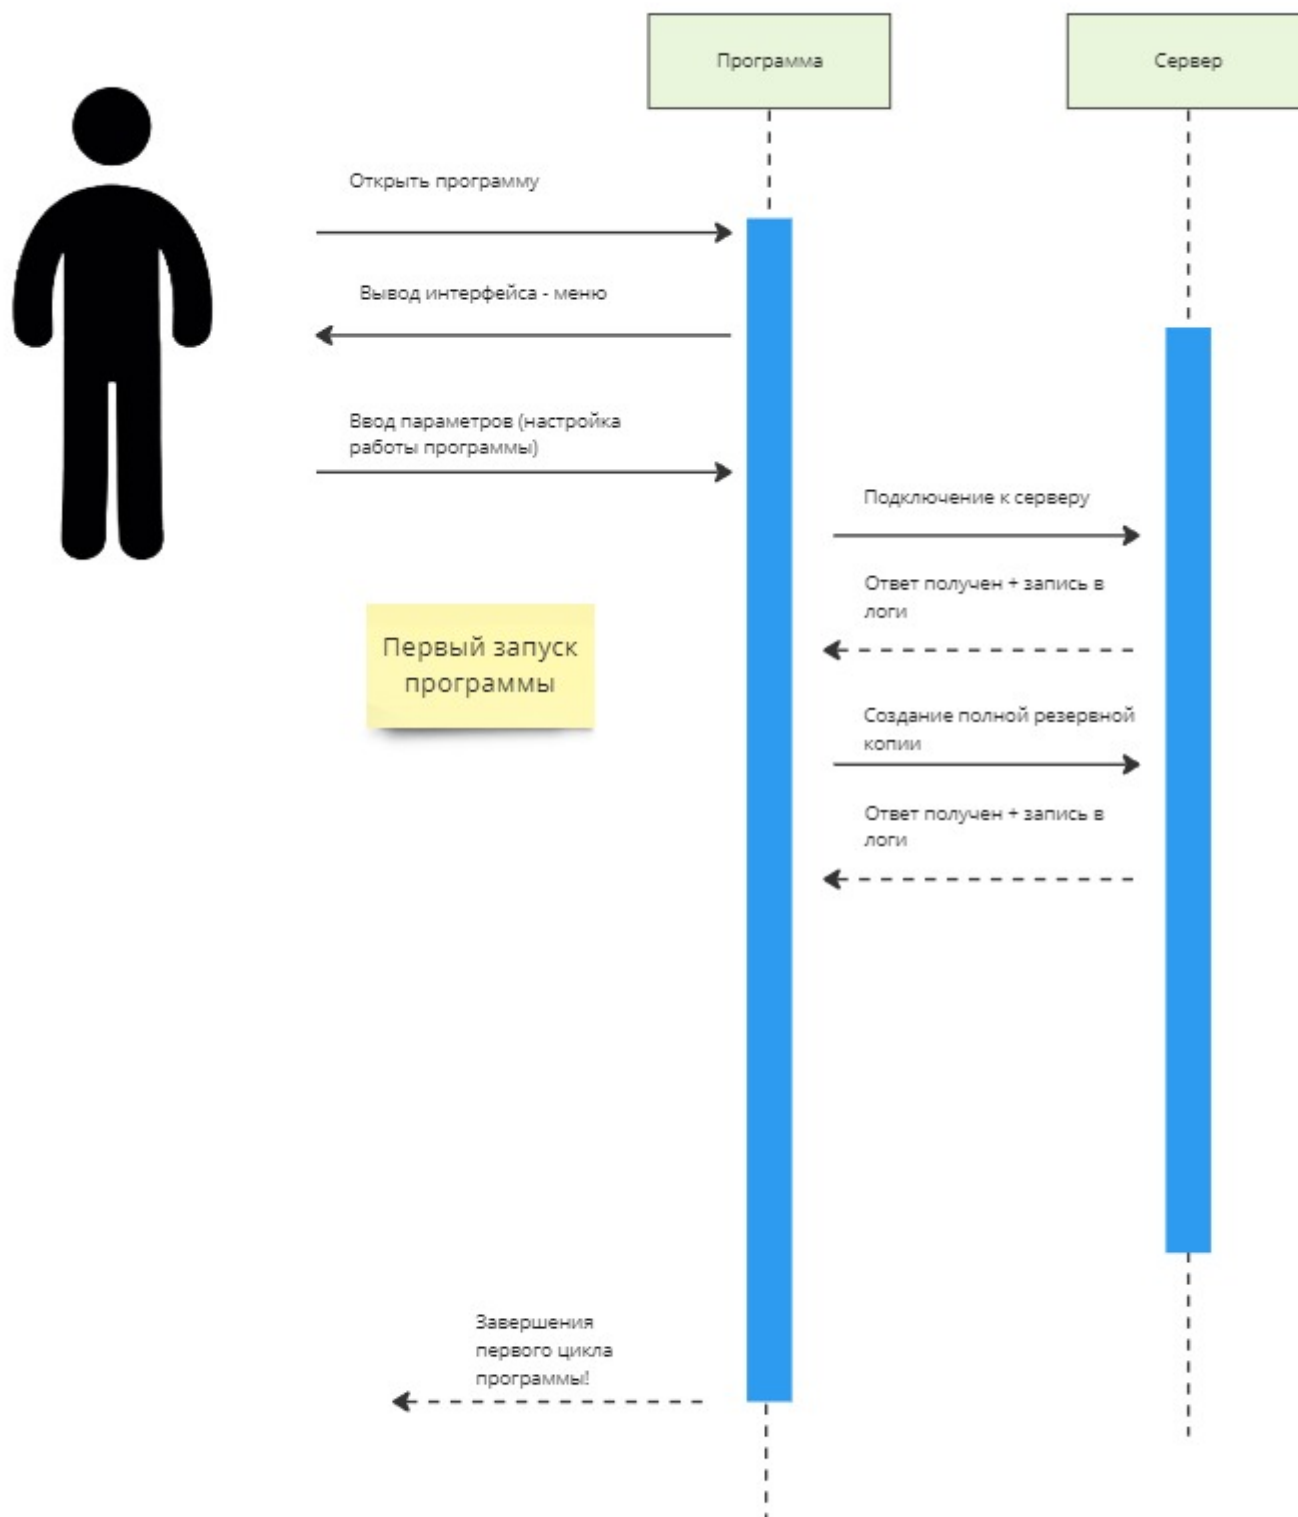 Программа
Сервер
Открыть программу
Вывод интерфейса - меню
Ввод параметров (настройка
работы программы)
Подключение к серверу
Ответ получен + запись в
логи
Первый запуск
программы
Создание полной резервной
копии
Ответ получен + запись в
логи
Завершения
первого цикла
программы!